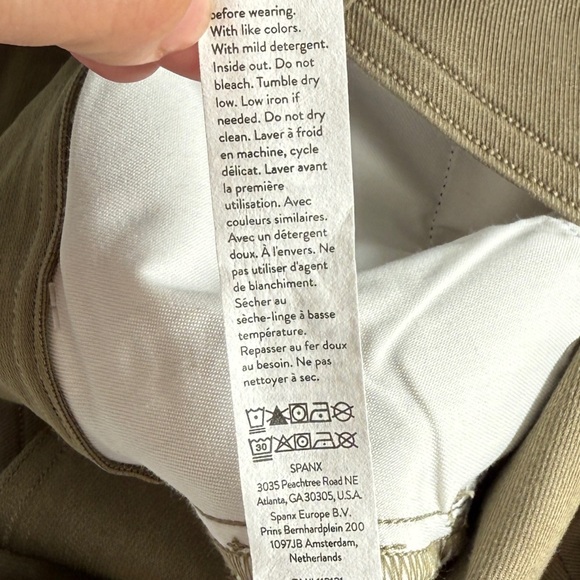 before wearing.
With like colors.
With mild detergent.
Inside out. Do not
bleach. Tumble dry
low. Low iron if
needed. Do not dry
clean. Laver à froid
en machine, cycle
délicat. Laver avant
la première
utilisation. Avec
couleurs similaires.
Avec un détergent
doux. À l'envers. Ne
pas utiliser d'agent
de blanchiment.
Sécher au
sèche-linge à basse
température.
Repasser au fer doux
au besoin. Ne pas
nettoyer à sec.
30
SPANX
3035 Peachtree Road NE
Atlanta, GA 30305, U.S.A.
Spanx Europe B.V.
Prins Bernhardplein 200
1097JB Amsterdam,
Netherlands